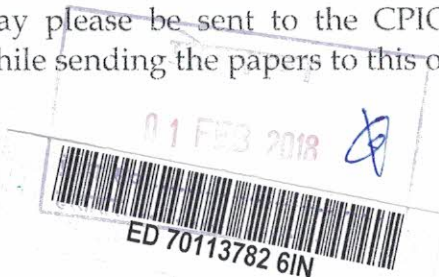 ay please be sent to the CPIC
hile sending the papers to this o
01 FEB 2018
ED 70113782 6IN